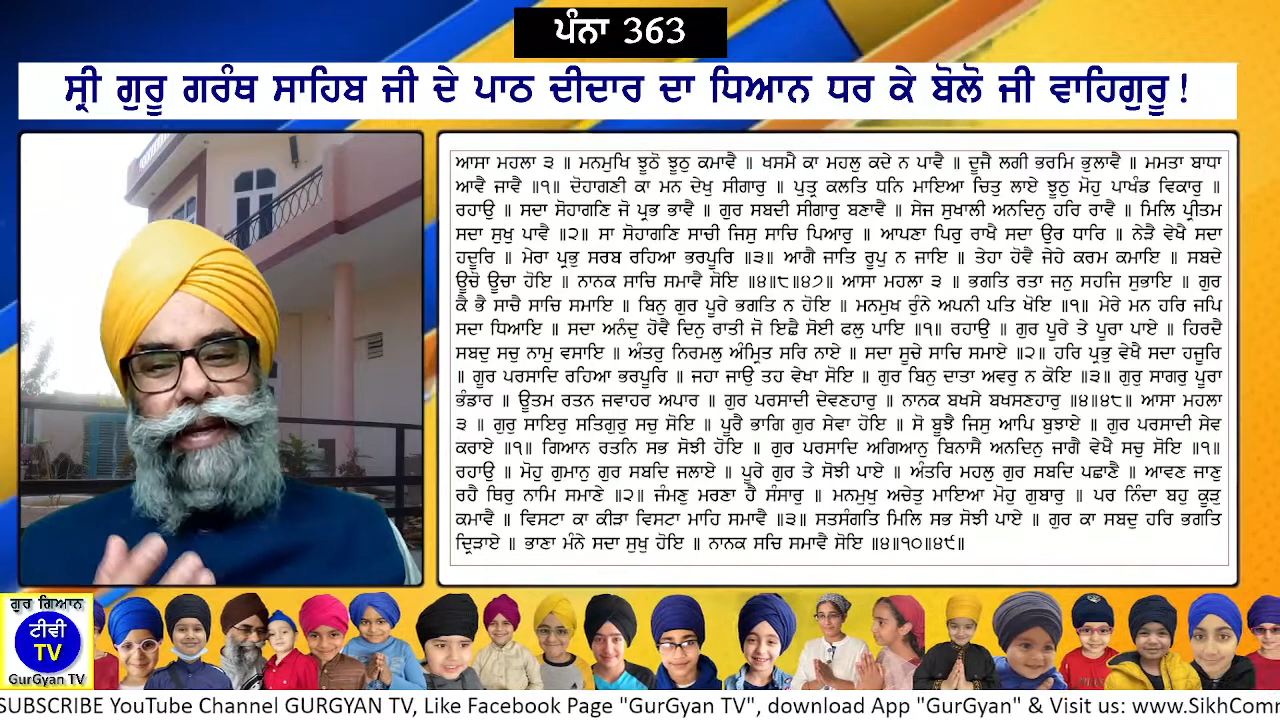 ਪੰਨਾ 363
ਸ੍ਰੀ ਗੁਰੂ ਗਰੰਥ ਸਾਹਿਬ ਜੀ ਦੇ ਪਾਠ ਦੀਦਾਰ ਦਾ ਧਿਆਨ ਧਰ ਕੇ ਬੋਲੋ ਜੀ ਵਾਹਿਗੁਰੂ!
ਆਸਾ ਮਹਲਾ ੩ ॥ ਮਨਮੁਖਿ ਝੂਠੋ ਝੂਠੁ ਕਮਾਵੈ ॥ ਖਸਮੈ ਕਾ ਮਹਲੁ ਕਦੇ ਨ ਪਾਵੈ ॥ ਦੂਜੈ ਲਗੀ ਭਰਮਿ ਭੁਲਾਵੈ ॥ ਮਮਤਾ ਬਾਧਾ
ਆਵੈ ਜਾਵੈ ॥੧॥ ਦੋਹਾਗਣੀ ਕਾ ਮਨ ਦੇਖੁ ਸੀਗਾਰੁ ॥ ਪੁਤ੍ਰ ਕਲਤਿ ਧਨਿ ਮਾਇਆ ਚਿਤੁ ਲਾਏ ਝੂਠੁ ਮੋਹੁ ਪਾਖੰਡ ਵਿਕਾਰੁ ॥੧॥
ਰਹਾਉ ॥ ਸਦਾ ਸੋਹਾਗਣਿ ਜੋ ਪ੍ਰਭ ਭਾਵੈ ॥ ਗੁਰ ਸਬਦੀ ਸੀਗਾਰੁ ਬਣਾਵੈ ॥ ਸੇਜ ਸੁਖਾਲੀ ਅਨਦਿਨੁ ਹਰਿ ਰਾਵੈ ॥ ਮਿਲਿ ਪ੍ਰੀਤਮ
ਸਦਾ ਸੁਖੁ ਪਾਵੈ ॥੨॥ ਸਾ ਸੋਹਾਗਣਿ ਸਾਚੀ ਜਿਸੁ ਸਾਚਿ ਪਿਆਰੁ ॥ ਆਪਣਾ ਪਿਰੁ ਰਾਖੈ ਸਦਾ ਉਰ ਧਾਰਿ ॥ ਨੇੜੈ ਵੇਖੈ ਸਦਾ
ਹਦੂਰਿ ॥ ਮੇਰਾ ਪ੍ਰਭੁ ਸਰਬ ਰਹਿਆ ਭਰਪੂਰਿ ॥੩॥ ਆਗੈ ਜਾਤਿ ਰੂਪੁ ਨ ਜਾਇ ॥ ਤੇਹਾ ਹੋਵੈ ਜੇਹੇ ਕਰਮ ਕਮਾਇ ॥ ਸਬਦੇ
ਊਚੋ ਊਚਾ ਹੋਇ ॥ ਨਾਨਕ ਸਾਚਿ ਸਮਾਵੈ ਸੋਇ ॥੪॥੮॥੪੭॥ ਆਸਾ ਮਹਲਾ ੩ ॥ ਭਗਤਿ ਰਤਾ ਜਨੁ ਸਹਜਿ ਸੁਭਾਇ ॥ ਗੁਰ
ਕੈ ਭੈ ਸਾਚੈ ਸਾਚਿ ਸਮਾਇ ॥ ਬਿਨੁ ਗੁਰ ਪੂਰੇ ਭਗਤਿ ਨ ਹੋਇ ॥ ਮਨਮੁਖ ਰੁੰਨੇ ਅਪਨੀ ਪਤਿ ਖੋਇ ॥੧॥ ਮੇਰੇ ਮਨ ਹਰਿ ਜਪਿ
ਸਦਾ ਧਿਆਇ ॥ ਸਦਾ ਅਨੰਦੁ ਹੋਵੈ ਦਿਨੁ ਰਾਤੀ ਜੋ ਇਛੈ ਸੋਈ ਫਲੁ ਪਾਇ ॥੧॥ ਰਹਾਉ ॥ ਗੁਰ ਪੂਰੇ ਤੇ ਪੂਰਾ ਪਾਏ ॥ ਹਿਰਦੈ
ਸਬਦੁ ਸਚੁ ਨਾਮੁ ਵਸਾਇ ॥ ਅੰਤਰੁ ਨਿਰਮਲੁ ਅੰਮ੍ਰਿਤ ਸਰਿ ਨਾਏ ॥ ਸਦਾ ਸੂਚੇ ਸਾਚਿ ਸਮਾਏ ॥੨॥ ਹਰਿ ਪ੍ਰਭੁ ਵੇਖੈ ਸਦਾ ਹਜੂਰਿ
॥ ਗੁਰ ਪਰਸਾਦਿ ਰਹਿਆ ਭਰਪੂਰਿ ॥ ਜਹਾ ਜਾਉ ਤਹ ਵੇਖਾ ਸੋਇ ॥ ਗੁਰ ਬਿਨੁ ਦਾਤਾ ਅਵਰੁ ਨ ਕੋਇ ॥੩॥ ਗੁਰੁ ਸਾਗਰੁ ਪੂਰਾ
ਭੰਡਾਰ ॥ ਊਤਮ ਰਤਨ ਜਵਾਹਰ ਅਪਾਰ ॥ ਗੁਰ ਪਰਸਾਦੀ ਦੇਵਣਹਾਰੁ ॥ ਨਾਨਕ ਬਖਸੇ ਬਖਸਣਹਾਰੁ ॥੪॥੪੮॥ ਆਸਾ ਮਹਲਾ
੩ ॥ ਗੁਰੁ ਸਾਇਰੁ ਸਤਿਗੁਰੁ ਸਚੁ ਸੋਇ ॥ ਪੂਰੈ ਭਾਗਿ ਗੁਰ ਸੇਵਾ ਹੋਇ ॥ ਸੋ ਬੂਝੈ ਜਿਸੁ ਆਪਿ ਬੁਝਾਏ ॥ ਗੁਰ ਪਰਸਾਦੀ ਸੇਵ
ਕਰਾਏ ॥੧॥ ਗਿਆਨ ਰਤਨਿ ਸਭ ਸੋਝੀ ਹੋਇ ॥ ਗੁਰ ਪਰਸਾਦਿ ਅਗਿਆਨੁ ਬਿਨਾਸੈ ਅਨਦਿਨੁ ਜਾਗੈ ਵੇਖੈ ਸਚੁ ਸੋਇ ॥੧॥
ਰਹਾਉ ॥ ਮੋਹੁ ਗੁਮਾਨੁ ਗੁਰ ਸਬਦਿ ਜਲਾਏ ॥ ਪੂਰੇ ਗੁਰ ਤੇ ਸੋਝੀ ਪਾਏ ॥ ਅੰਤਰਿ ਮਹਲੁ ਗੁਰ ਸਬਦਿ ਪਛਾਣੈ ॥ ਆਵਣ ਜਾਣੁ
ਰਹੈ ਥਿਰੁ ਨਾਮਿ ਸਮਾਣੇ ॥੨॥ ਜੰਮਣੁ ਮਰਣਾ ਹੈ ਸੰਸਾਰੁ ॥ ਮਨਮੁਖੁ ਅਚੇਤੁ ਮਾਇਆ ਮੋਹੁ ਗੁਬਾਰੁ ॥ ਪਰ ਨਿੰਦਾ ਬਹੁ ਕੂੜੁ
ਕਮਾਵੈ ॥ ਵਿਸਟਾ ਕਾ ਕੀੜਾ ਵਿਸਟਾ ਮਾਹਿ ਸਮਾਵੈ ॥੩॥ ਸਤਸੰਗਤਿ ਮਿਲਿ ਸਭ ਸੋਝੀ ਪਾਏ ॥ ਗੁਰ ਕਾ ਸਬਦੁ ਹਰਿ ਭਗਤਿ
ਦ੍ਰਿੜਾਏ ॥ ਭਾਣਾ ਮੰਨੇ ਸਦਾ ਸੁਖੁ ਹੋਇ ॥ ਨਾਨਕ ਸਚਿ ਸਮਾਵੈ ਸੋਇ ॥੪॥੧੦॥੪੯॥
ਗੁਰ ਗਿਆਨ
ਟੀਵੀ
TV
GurGyan TV
SUBSCRIBE YouTube Channel GURGYAN TV, Like Facebook Page "GurGyan TV", download App "GurGyan" & Visit us: www.SikhComm